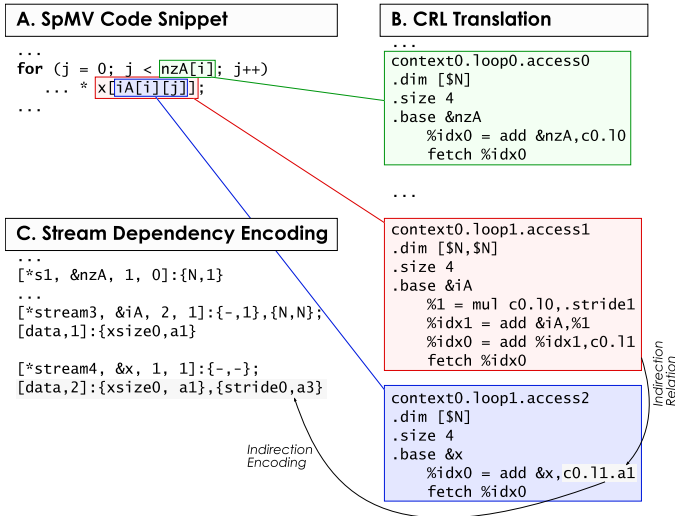 A. SpMV Code Snippet
...
for (j = 0; j < nzA[i]; j++)
... * x[iA[i][j]];
...
B. CRL Translation
...
context0.loop0.access0
.dim [$N]
.size 4
.base &nzA
%idx0 = add &nzA,c0.l0
fetch %idx0
...
context0.loop1.access1
.dim [$N,$N]
.size 4
.base &iA
%1 = mul c0.l0,.stride1
%idx1 = add &iA,%1
%idx0 = add %idx1,c0.l1
fetch %idx0
Indirection
Relation
context0.loop1.access2
.dim [$N]
.size 4
.base &x
%idx0 = add &x,c0.l1.a1
fetch %idx0
C. Stream Dependency Encoding
...
[*s1, &nzA, 1, 0]:{N,1}
...
[*stream3, &iA, 2, 1]:{-,1},{N,N};
[data,1]:{xsize0,a1}
[*stream4, &x, 1, 1]:{-,-};
[data,2]:{xsize0, a1},{stride0,a3}
Indirection
Encoding